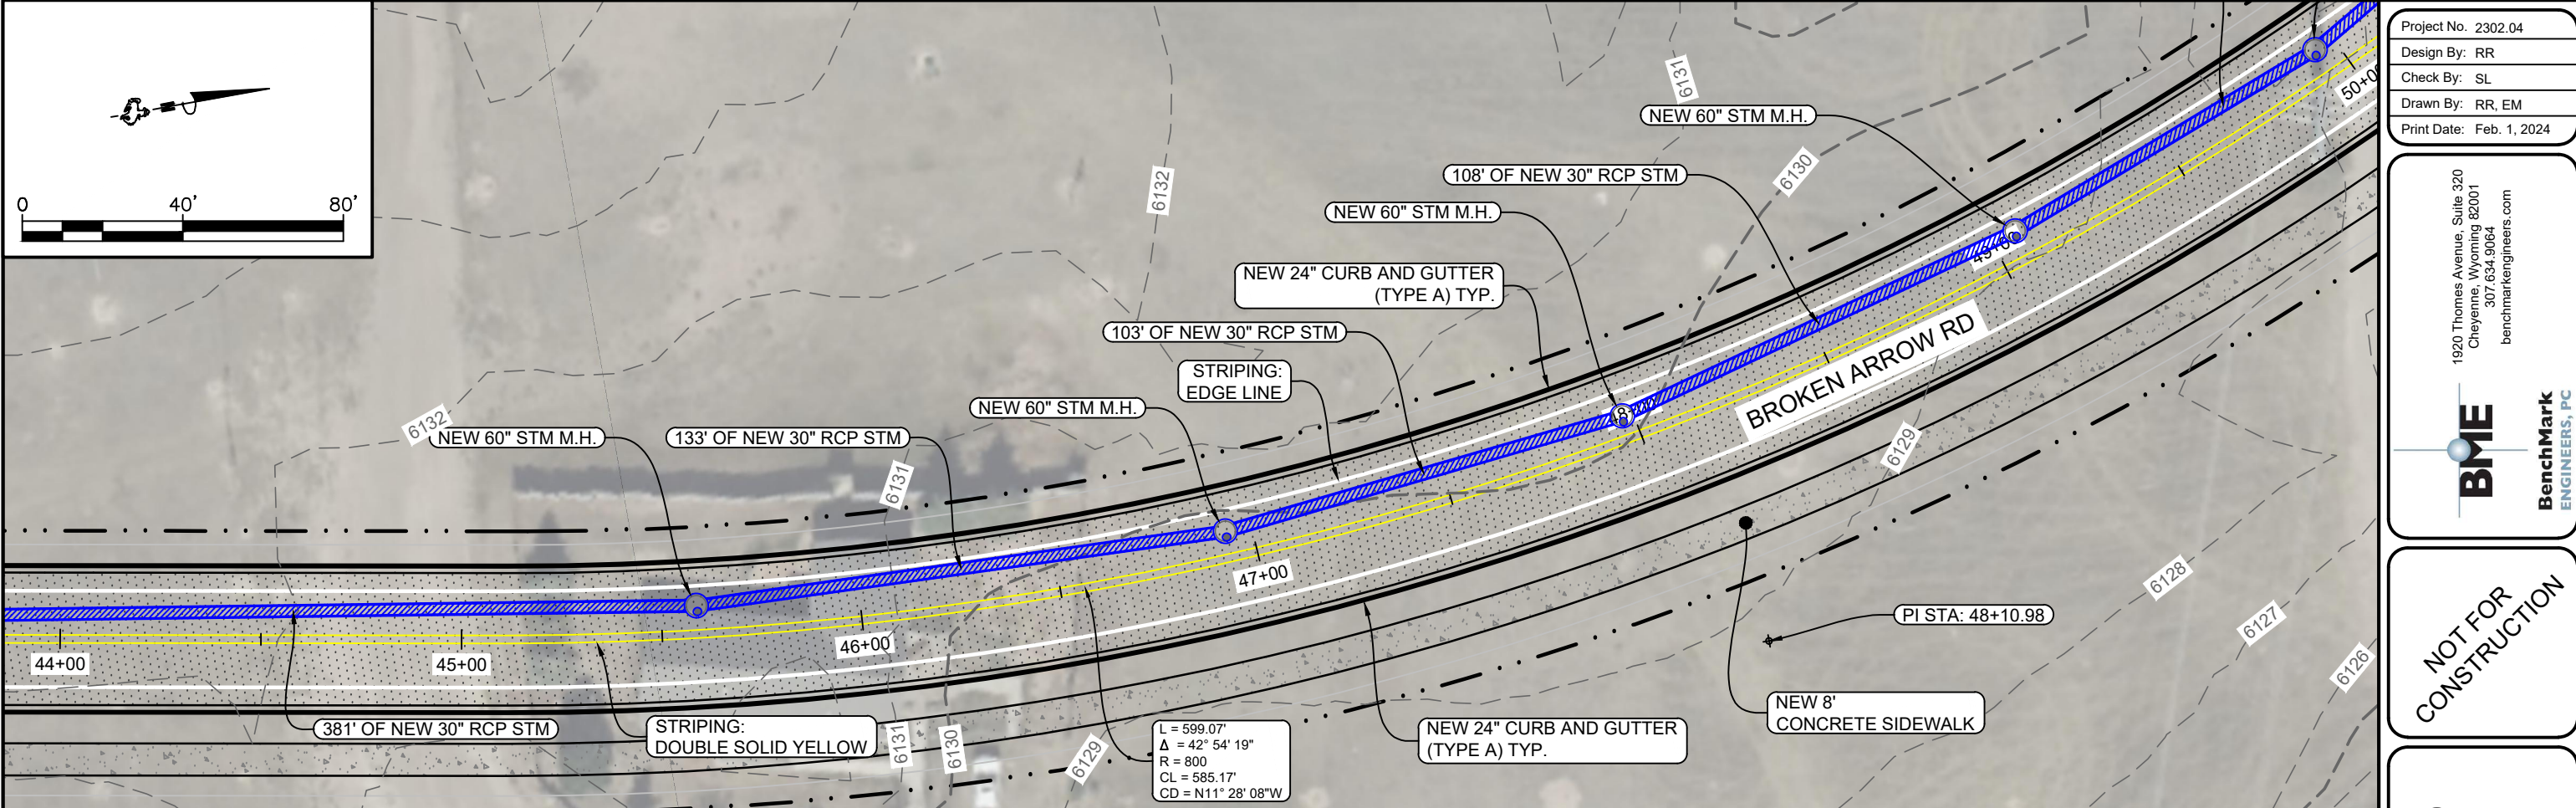 0 40' 80'
6132
NEW 60" STM M.H.
133' OF NEW 30" RCP STM
6131
NEW 60" STM M.H.
STRIPING:
EDGE LINE
103' OF NEW 30" RCP STM
NEW 24" CURB AND GUTTER
(TYPE A) TYP.
NEW 60" STM M.H.
108' OF NEW 30" RCP STM
NEW 60" STM M.H.
6132
6131
6130
44+00
45+00
46+00
47+00
BROKEN ARROW RD
6129
6128
6127
6126
PI STA: 48+10.98
NEW 8'
CONCRETE SIDEWALK
NEW 24" CURB AND GUTTER
(TYPE A) TYP.
L = 599.07'
Δ = 42° 54' 19"
R = 800
CL = 585.17'
CD = N11° 28' 08"W
6129
6130
6131
STRIPING:
DOUBLE SOLID YELLOW
381' OF NEW 30" RCP STM
Project No. 2302.04
Design By: RR
Check By: SL
Drawn By: RR, EM
Print Date: Feb. 1, 2024
1920 Thomes Avenue, Suite 320
Cheyenne, Wyoming 82001
307.634.9064
benchmarkengineers.com
BME
BenchMark
ENGINEERS, PC
NOT FOR
CONSTRUCTION